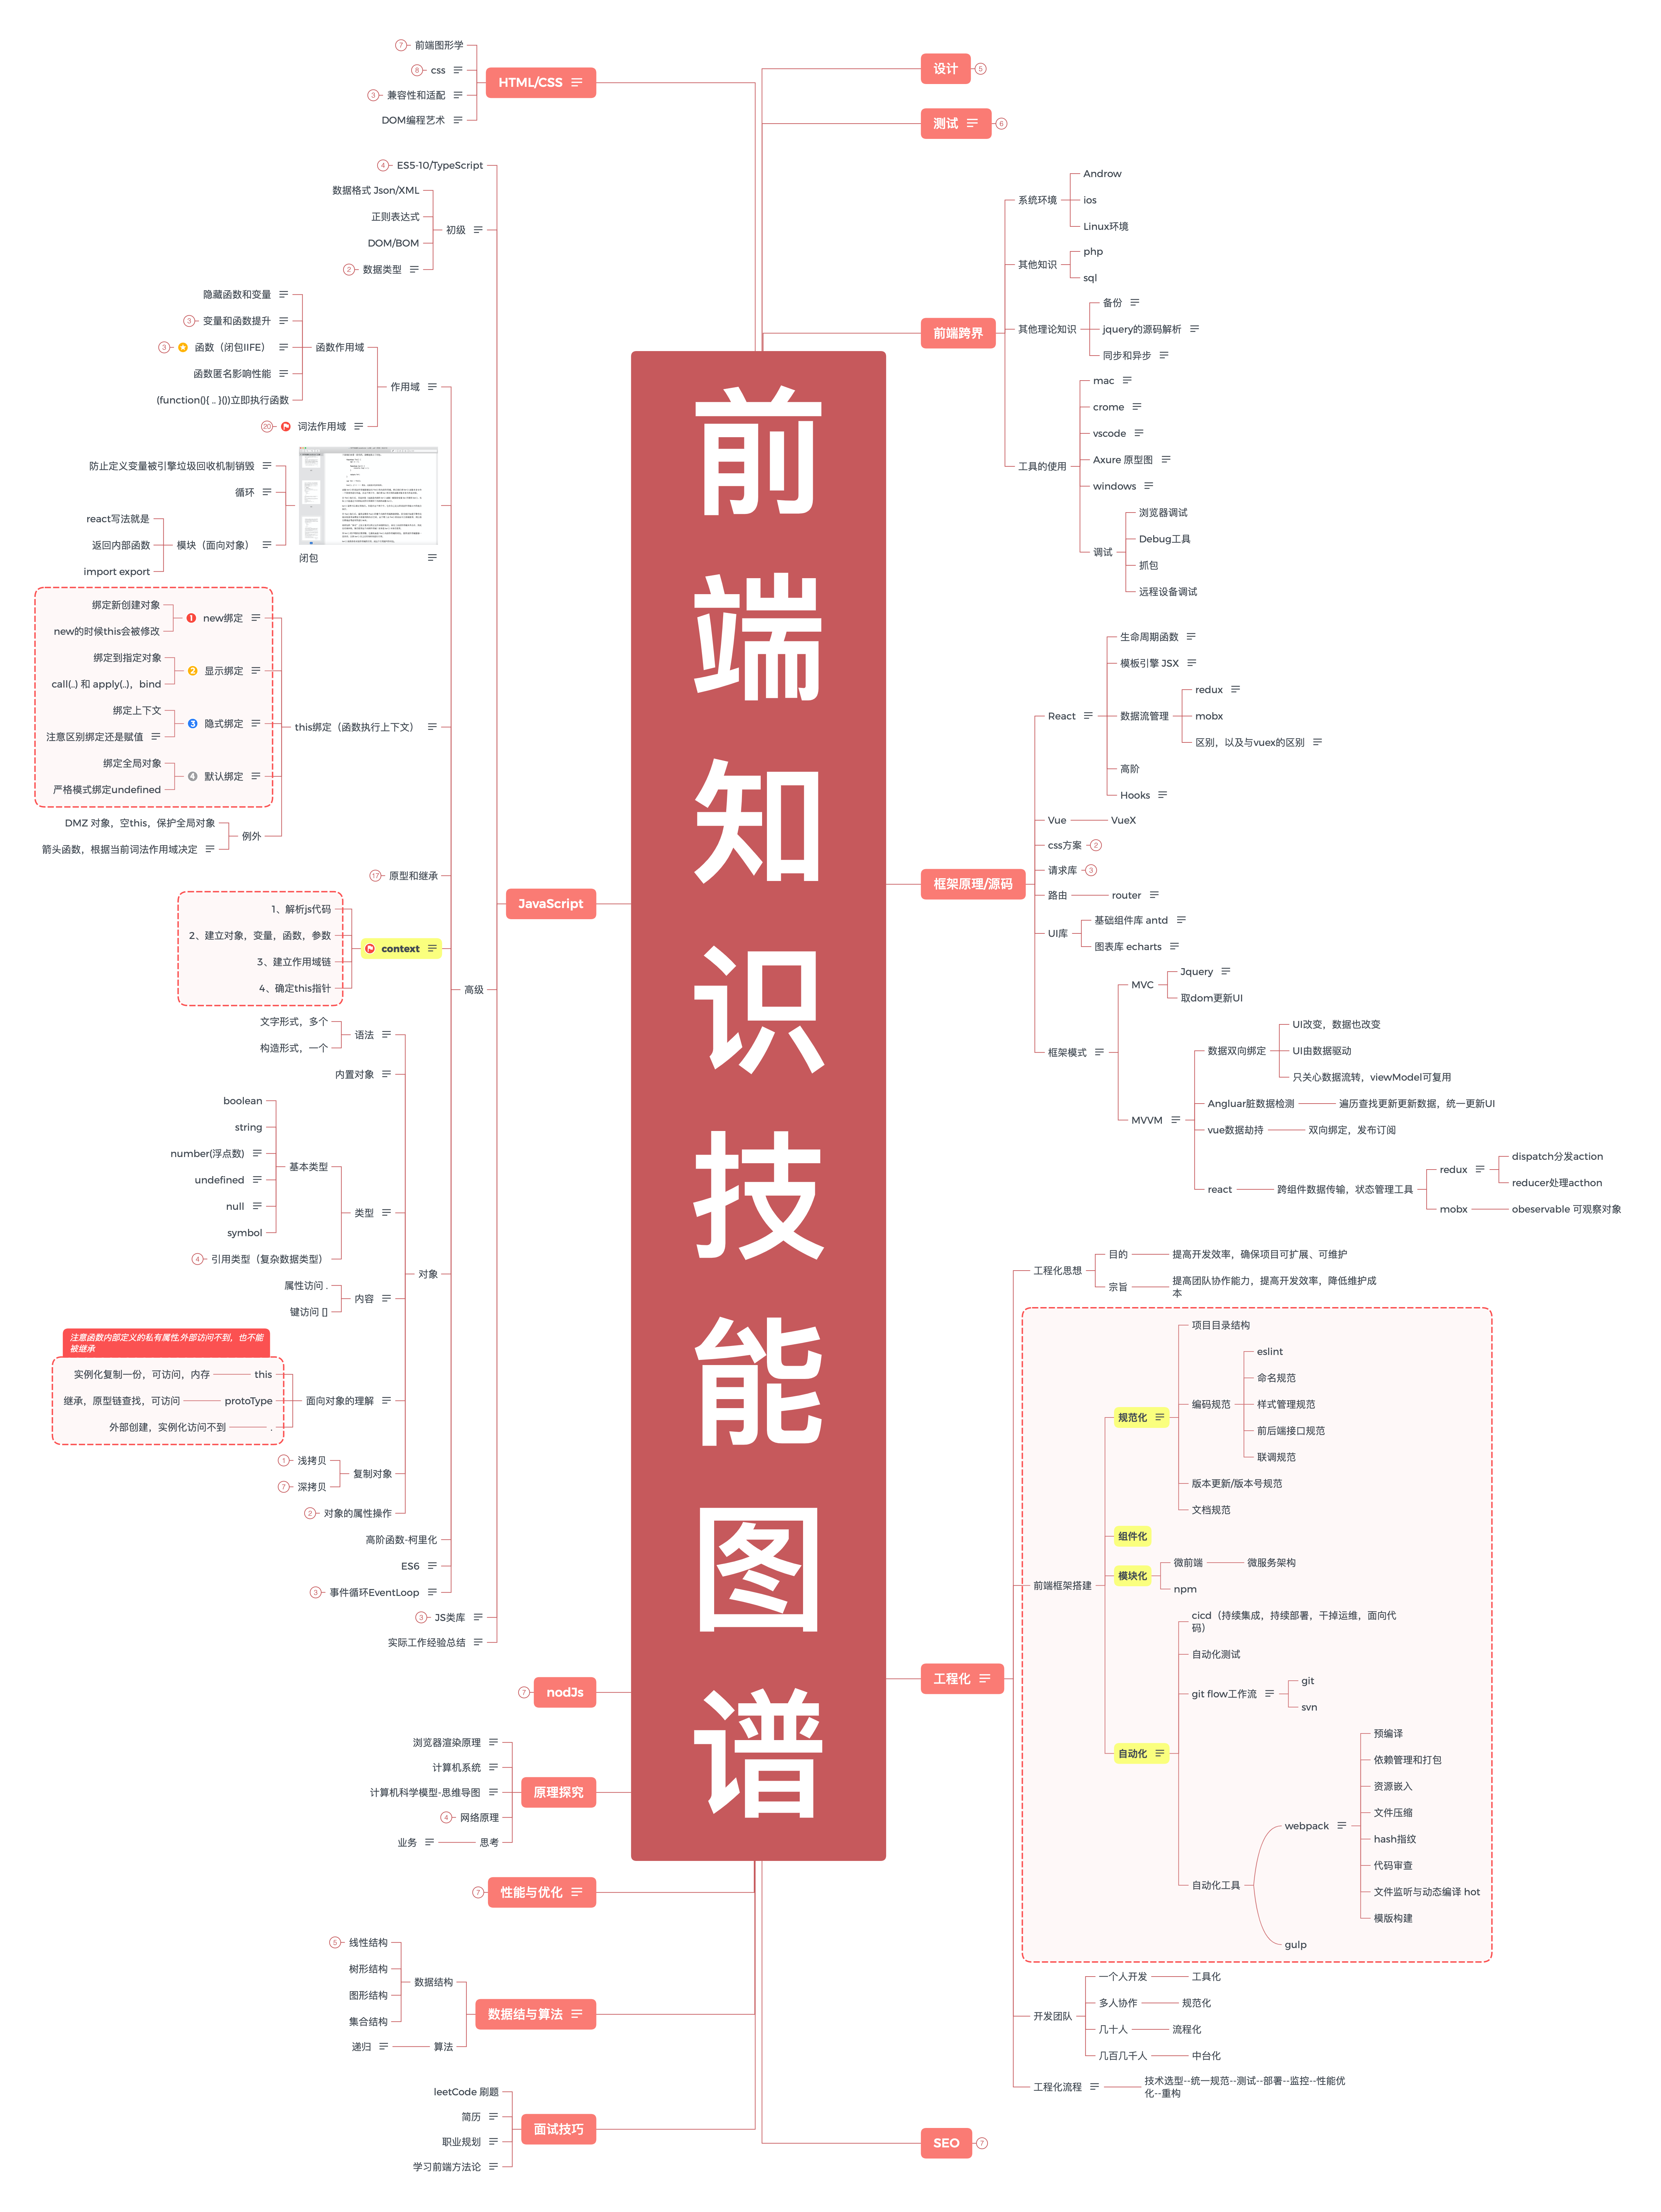 前端知识技能图谱
HTML/CSS
7
前端图形学
8
css
3
兼容性和适配
DOM编程艺术
JavaScript
4
ES5-10/TypeScript
初级
数据格式 Json/XML
正则表达式
DOM/BOM
2
数据类型
高级
作用域
函数作用域
隐藏函数和变量
3
变量和函数提升
3
函数（闭包IIFE）
函数匿名影响性能
(function(){ .. }())立即执行函数
20
词法作用域
闭包
防止定义变量被引擎垃圾回收机制销毁
循环
模块（面向对象）
react写法就是
返回内部函数
import export
this绑定（函数执行上下文）
1
new绑定
绑定新创建对象
new的时候this会被修改
2
显示绑定
绑定到指定对象
call(..) 和 apply(..)，bind
3
隐式绑定
绑定上下文
注意区别绑定还是赋值
4
默认绑定
绑定全局对象
严格模式绑定undefined
例外
DMZ 对象，空this，保护全局对象
箭头函数，根据当前词法作用域决定
17
原型和继承
context
1、解析js代码
2、建立对象，变量，函数，参数
3、建立作用域链
4、确定this指针
对象
语法
文字形式，多个
构造形式，一个
内置对象
类型
基本类型
boolean
string
number(浮点数)
undefined
null
symbol
4
引用类型（复杂数据类型）
内容
属性访问 .
键访问 []
面向对象的理解
注意函数内部定义的私有属性,外部访问不到，也不能
被继承
this
实例化复制一份，可访问，内存
protoType
继承，原型链查找，可访问
.
外部创建，实例化访问不到
复制对象
1
浅拷贝
7
深拷贝
2
对象的属性操作
高阶函数-柯里化
ES6
3
事件循环EventLoop
3
JS类库
实际工作经验总结
7
nodJs
原理探究
浏览器渲染原理
计算机系统
计算机科学模型-思维导图
4
网络原理
思考
业务
7
性能与优化
数据结与算法
数据结构
5
线性结构
树形结构
图形结构
集合结构
算法
递归
面试技巧
leetCode 刷题
简历
职业规划
学习前端方法论
设计
5
测试
6
前端跨界
系统环境
Androw
ios
Linux环境
其他知识
php
sql
其他理论知识
备份
jquery的源码解析
同步和异步
工具的使用
mac
crome
vscode
Axure 原型图
windows
调试
浏览器调试
Debug工具
抓包
远程设备调试
框架原理/源码
React
生命周期函数
模板引擎 JSX
数据流管理
redux
mobx
区别，以及与vuex的区别
高阶
Hooks
Vue
VueX
css方案
2
请求库
3
路由
router
UI库
基础组件库 antd
图表库 echarts
框架模式
MVC
Jquery
取dom更新UI
MVVM
数据双向绑定
UI改变，数据也改变
UI由数据驱动
只关心数据流转，viewModel可复用
Angluar脏数据检测
遍历查找更新更新数据，统一更新UI
vue数据劫持
双向绑定，发布订阅
react
跨组件数据传输，状态管理工具
redux
dispatch分发action
reducer处理acthon
mobx
obeservable 可观察对象
工程化
工程化思想
目的
提高开发效率，确保项目可扩展、可维护
宗旨
提高团队协作能力，提高开发效率，降低维护成
本
前端框架搭建
规范化
项目目录结构
编码规范
eslint
命名规范
样式管理规范
前后端接口规范
联调规范
版本更新/版本号规范
文档规范
组件化
模块化
微前端
微服务架构
npm
自动化
cicd（持续集成，持续部署，干掉运维，面向代
码）
自动化测试
git flow工作流
git
svn
自动化工具
webpack
预编译
依赖管理和打包
资源嵌入
文件压缩
hash指纹
代码审查
文件监听与动态编译 hot
模版构建
gulp
开发团队
一个人开发
工具化
多人协作
规范化
几十人
流程化
几百几千人
中台化
工程化流程
技术选型--统一规范--测试--部署--监控--性能优
化--重构
SEO
7